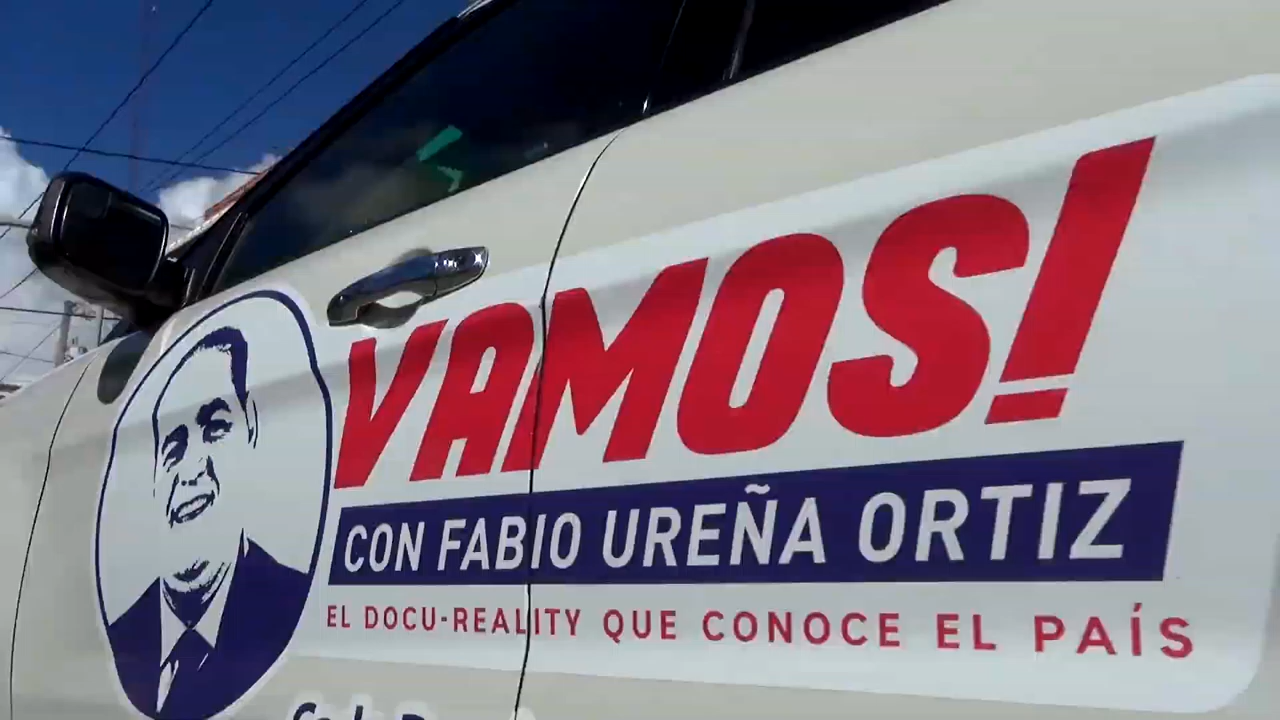 VAMOS!
CON FABIO UREÑA ORTIZ
EL DOCU-REALITY QUE CONOCE EL PAÍS